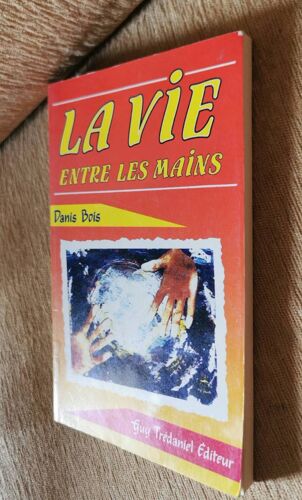 LA ViE
ENTRE LES MAiNS
Danis Bois
Guy Trédaniel Éditeur